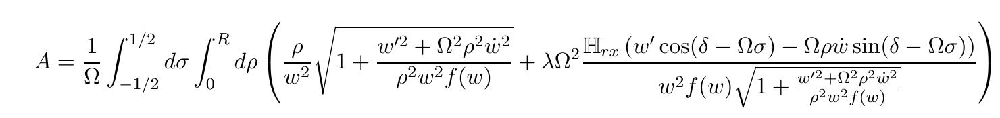 $A = \frac{1}{\Omega} \int_{-1/2}^{1/2} d\sigma \int_{0}^{R} d\rho \left( \frac{\rho}{w^2} \sqrt{1 + \frac{w'^2 + \Omega^2 \rho^2 \dot{w}^2}{\rho^2 w^2 f(w)}} + \lambda \Omega^2 \frac{\mathbb{H}_{rx} \left( w' \cos(\delta - \Omega\sigma) - \Omega \rho \dot{w} \sin(\delta - \Omega\sigma) \right)}{w^2 f(w) \sqrt{1 + \frac{w'^2 + \Omega^2 \rho^2 \dot{w}^2}{\rho^2 w^2 f(w)}}} \right)$